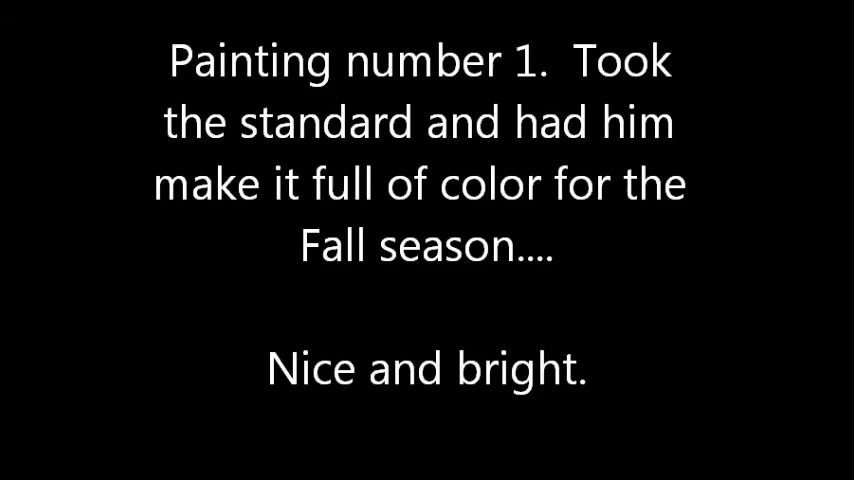 Painting number 1.  Took
the standard and had him
make it full of color for the
Fall season....
Nice and bright.